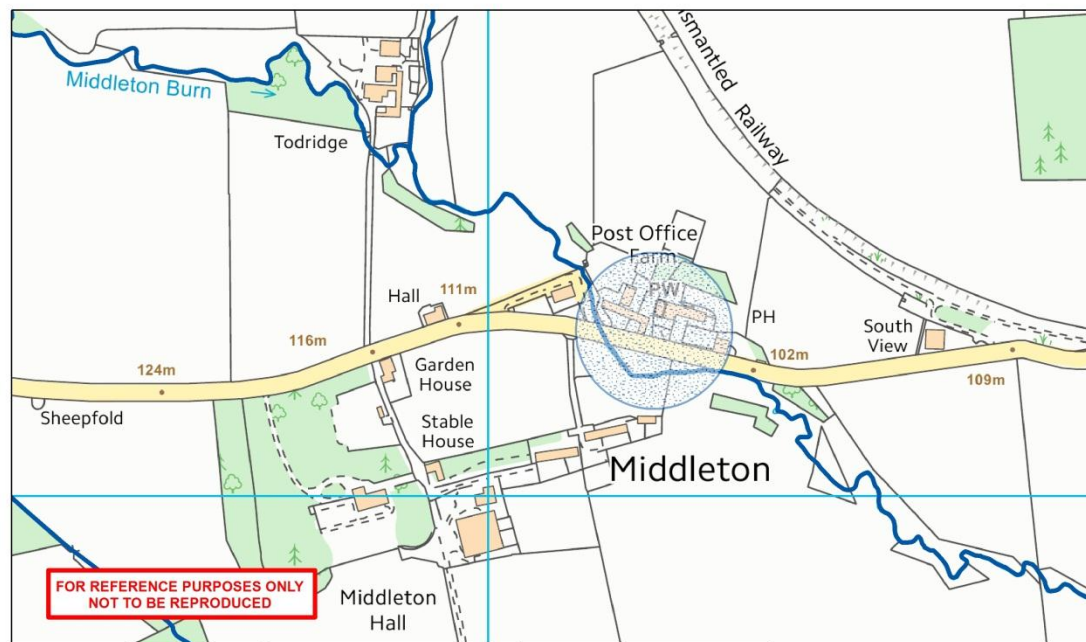 Dismantled Railway
Middleton Burn
Todridge
Post Office
Farm
PW
PH
Hall
111m
116m
124m
Sheepfold
Garden
House
Stable
House
South
View
102m
109m
Middleton
Middleton
Hall
FOR REFERENCE PURPOSES ONLY
NOT TO BE REPRODUCED